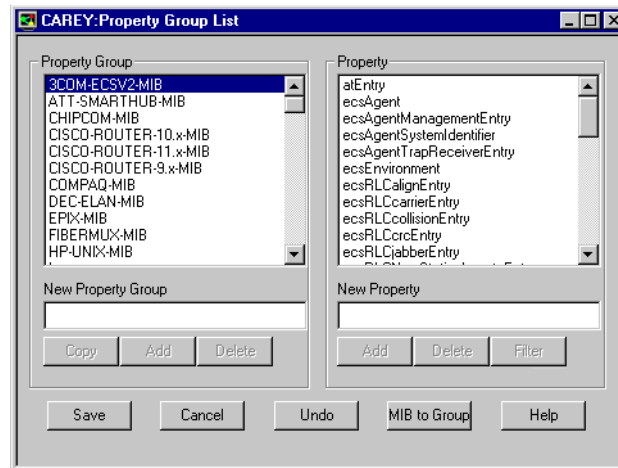 CAREY:Property Group List
Property Group
3COM-ECSV2-MIB
ATT-SMARTHUB-MIB
CHIPCOM-MIB
CISCO-ROUTER-10.x-MIB
CISCO-ROUTER-11.x-MIB
CISCO-ROUTER-9.x-MIB
COMPAQ-MIB
DEC-ELAN-MIB
EPIX-MIB
FIBERMUX-MIB
HP-UNIX-MIB
New Property Group
Copy Add Delete
Property
atEntry
ecsAgent
ecsAgentManagementEntry
ecsAgentSystemIdentifier
ecsAgentTrapReceiverEntry
ecsEnvironment
ecsRLCalignEntry
ecsRLCcarrierEntry
ecsRLCcollisionEntry
ecsRLCcrcEntry
ecsRLCjabberEntry
New Property
Add Delete Filter
Save Cancel Undo MIB to Group Help